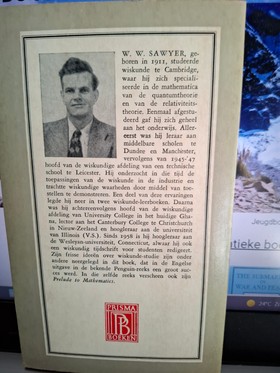 W. W. SAWYER, ge-
boren in 1911, studeerde
wiskunde te Cambridge,
waar hij zich speciali-
seerde in de mathematica
van de quantumtheorie
en van de relativiteits-
theorie. Eenmaal afgestu-
deerd gaf hij zich geheel
aan het onderwijs. Aller-
eerst was hij leraar aan
middelbare scholen te
Dundee en Manchester,
vervolgens van 1945-'47
hoofd van de wiskundige afdeling van een technische
school te Leicester. Hij onderzocht in die tijd de
toepassingen van de wiskunde in de industrie en
trachtte wiskundige waarheden door middel van toe-
stellen te demonstreren. Een deel van deze ervaringen
legde hij neer in twee wiskunde-leerboeken. Daarna
was hij achtereenvolgens hoofd van de wiskundige
afdeling van University College in het huidige Gha-
na, lector aan het Canterbury College te Christchurch
in Nieuw-Zeeland en hoogleraar aan de universiteit
van Illinois (V.S.). Sinds 1958 is hij hoogleraar aan
de Wesleyan-universiteit, Connecticut, alwaar hij ook
een wiskundig tijdschrift voor studenten redigeert.
Zijn frisse ideeën over wiskunde-studie zijn onder
andere neergelegd in dit boek, dat in de Engelse
uitgave in de bekende Penguin-reeks een groot suc-
ces werd. In die zelfde reeks verscheen ook zijn
Prelude to Mathematics.
PRISMA
BOEKEN